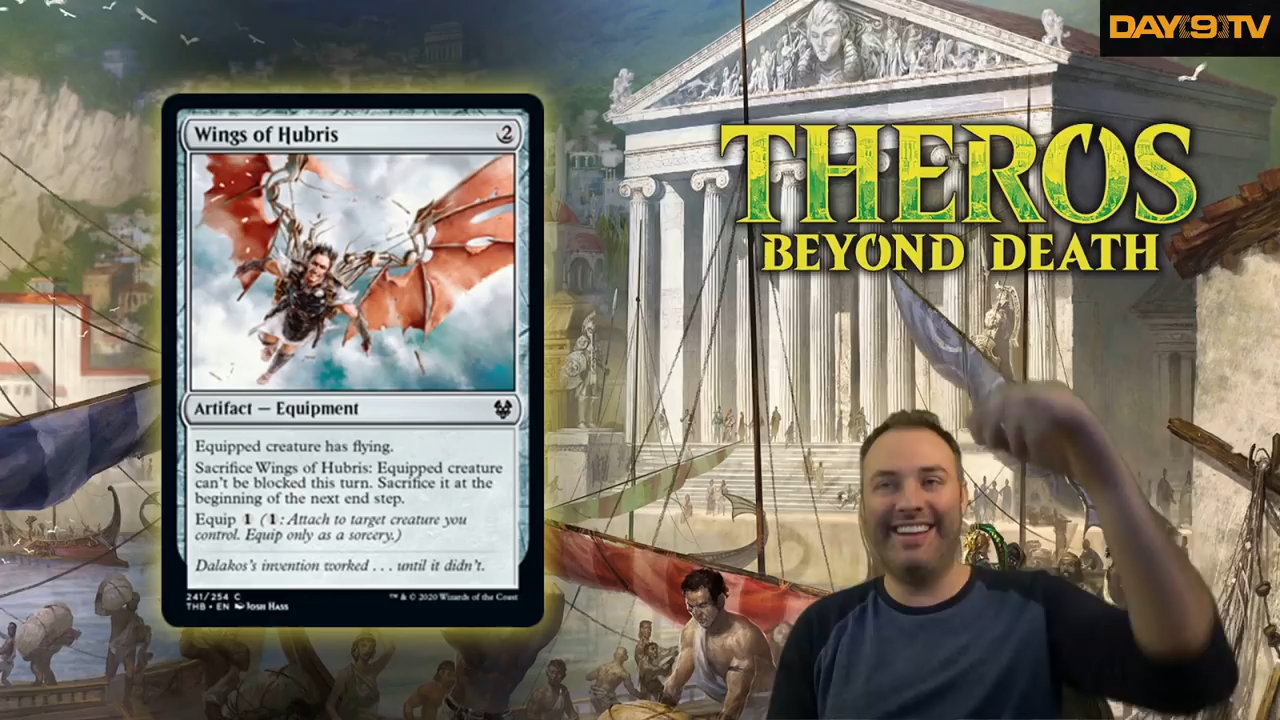 DAY[9]TV
Wings of Hubris 2
THEROS
BEYOND DEATH
Artifact — Equipment
Equipped creature has flying.
Sacrifice Wings of Hubris: Equipped creature
can't be blocked this turn. Sacrifice it at the
beginning of the next end step.
Equip 1 (1: Attach to target creature you
control. Equip only as a sorcery.)
Dalakos's invention worked . . . until it didn't.
241/254 C
THB • EN Josh Hass
™ & © 2020 Wizards of the Coast